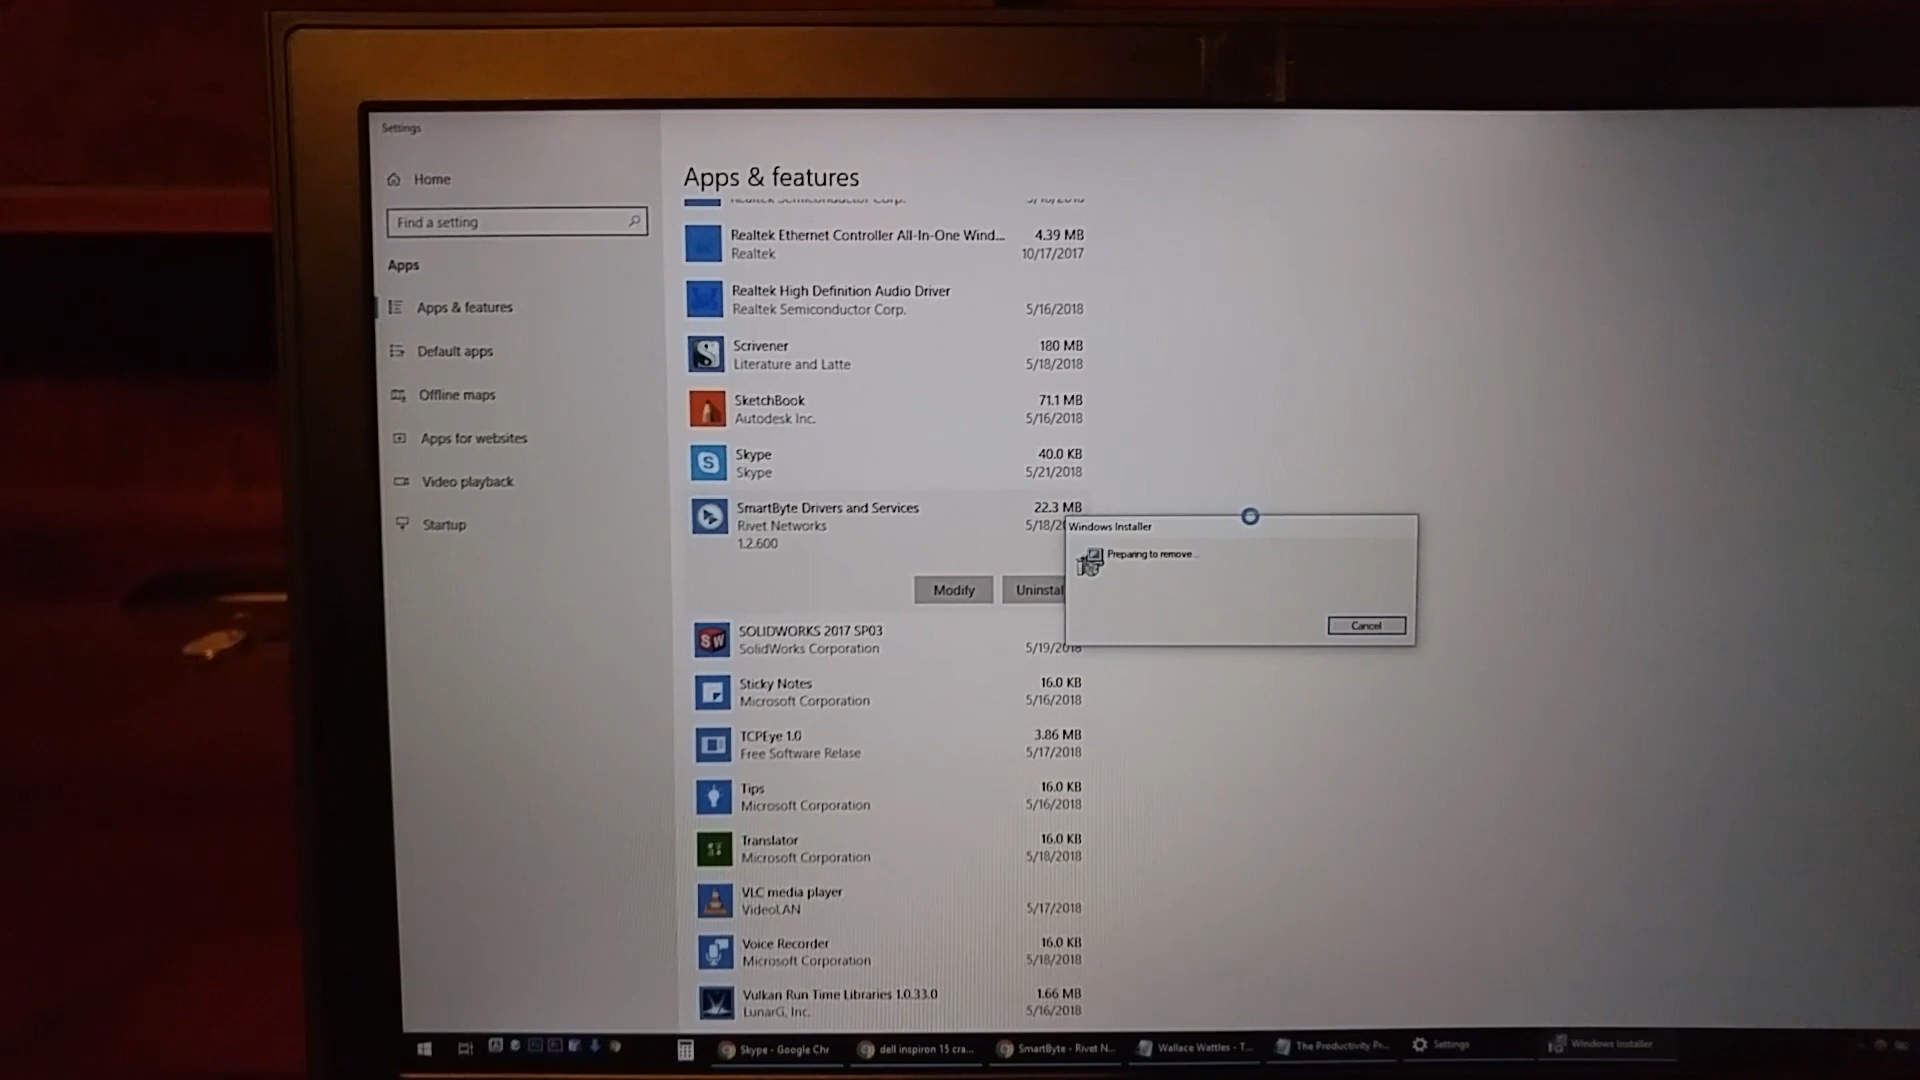 Settings
Home
Find a setting
Apps
Apps & features
Default apps
Offline maps
Apps for websites
Video playback
Startup
Apps & features
Realtek Semiconductor Corp.
Realtek Ethernet Controller All-In-One Wind... 4.39 MB
Realtek 10/17/2017
Realtek High Definition Audio Driver
Realtek Semiconductor Corp. 5/16/2018
Scrivener 180 MB
Literature and Latte 5/18/2018
SketchBook 71.1 MB
Autodesk Inc. 5/16/2018
Skype 40.0 KB
Skype 5/21/2018
SmartByte Drivers and Services 22.3 MB
Rivet Networks 5/18/20
1.2.600
Modify Uninstal
Windows Installer
Preparing to remove...
Cancel
SOLIDWORKS 2017 SP03
SolidWorks Corporation 5/19/2018
Sticky Notes 16.0 KB
Microsoft Corporation 5/16/2018
TCPEye 1.0 3.86 MB
Free Software Relase 5/17/2018
Tips 16.0 KB
Microsoft Corporation 5/16/2018
Translator 16.0 KB
Microsoft Corporation 5/18/2018
VLC media player
VideoLAN 5/17/2018
Voice Recorder 16.0 KB
Microsoft Corporation 5/18/2018
Vulkan Run Time Libraries 1.0.33.0 1.66 MB
LunarG, Inc. 5/16/2018
Skype - Google Chr
dell inspiron 15 cra...
SmartByte - Rivet N...
Wallace Wattles - T...
The Productivity Pr...
Settings
Windows Installer